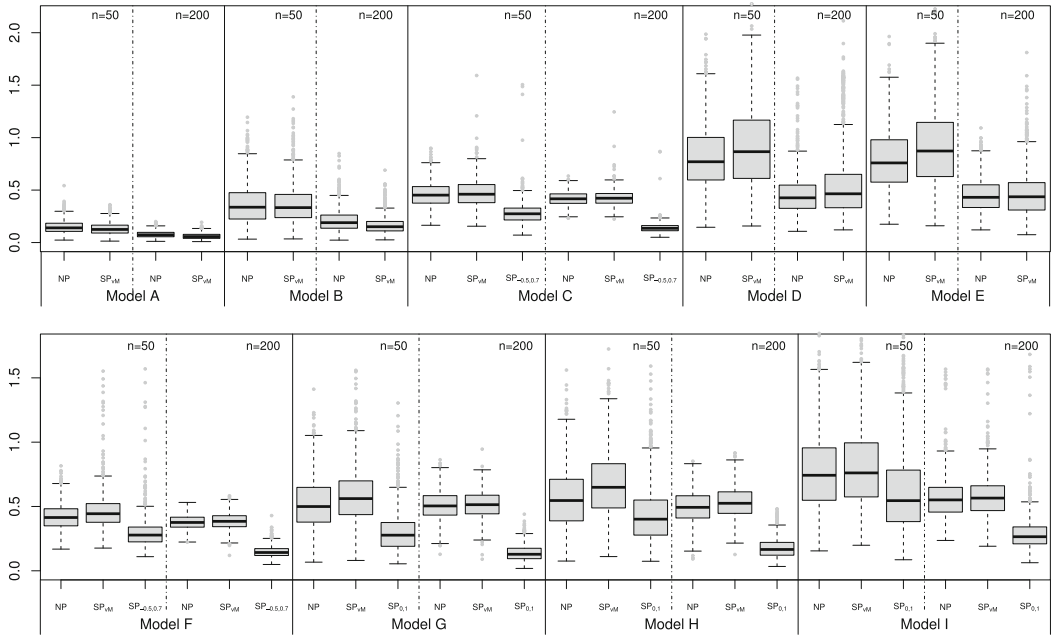 n=50 n=200 n=50 n=200 n=50 n=200 n=50 n=200 n=50 n=200
2.0
1.5
1.0
0.5
0.0
NP SPvM NP SPvM NP SPvM NP SPvM NP SPvM SP−0.5,0.7 NP SPvM SP−0.5,0.7 NP SPvM NP SPvM NP SPvM NP SPvM
Model A Model B Model C Model D Model E
n=50 n=200 n=50 n=200 n=50 n=200 n=50 n=200
1.5
1.0
0.5
0.0
NP SPvM SP−0.5,0.7 NP SPvM SP−0.5,0.7 NP SPvM SP0,1 NP SPvM SP0,1 NP SPvM SP0,1 NP SPvM SP0,1 NP SPvM SP0,1 NP SPvM SP0,1
Model F Model G Model H Model I